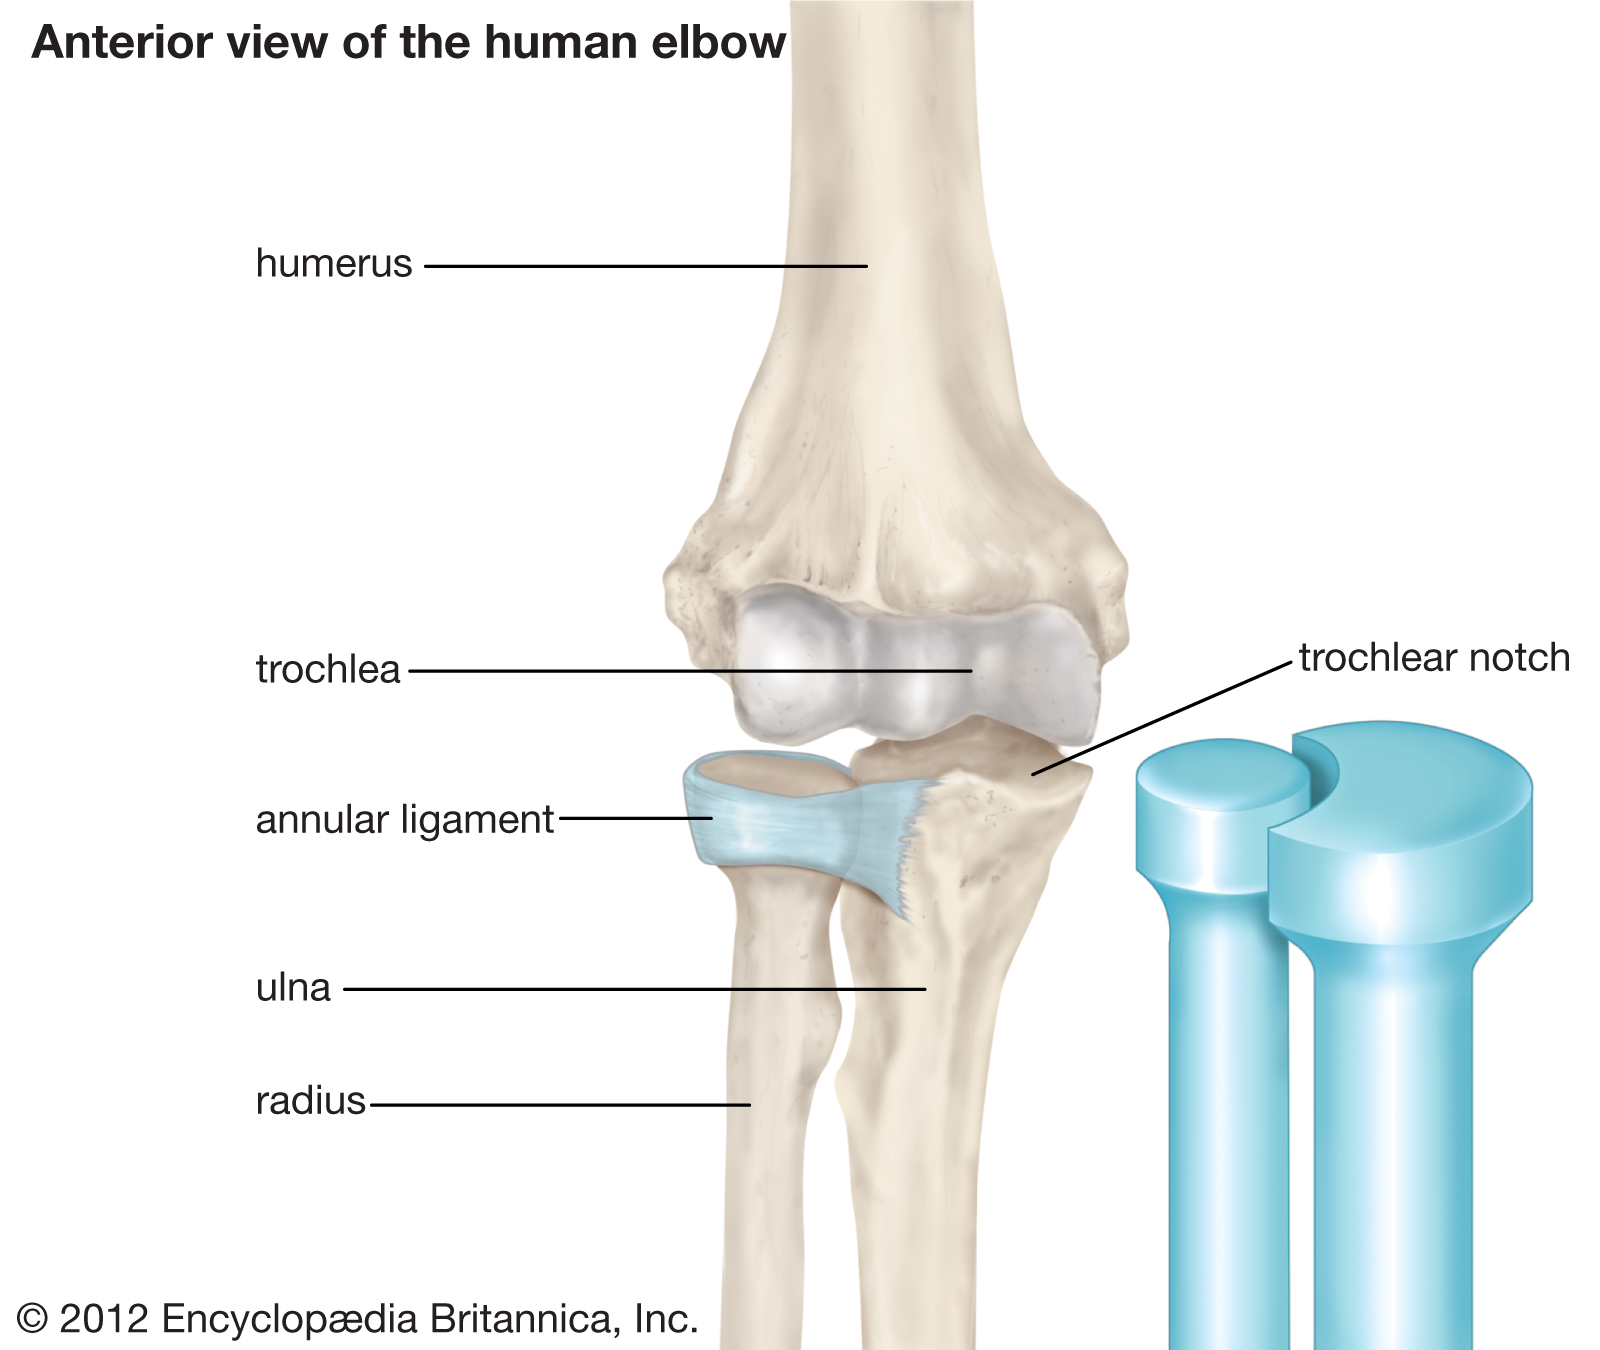 Anterior view of the human elbow
humerus
trochlea
trochlear notch
annular ligament
ulna
radius
© 2012 Encyclopædia Britannica, Inc.